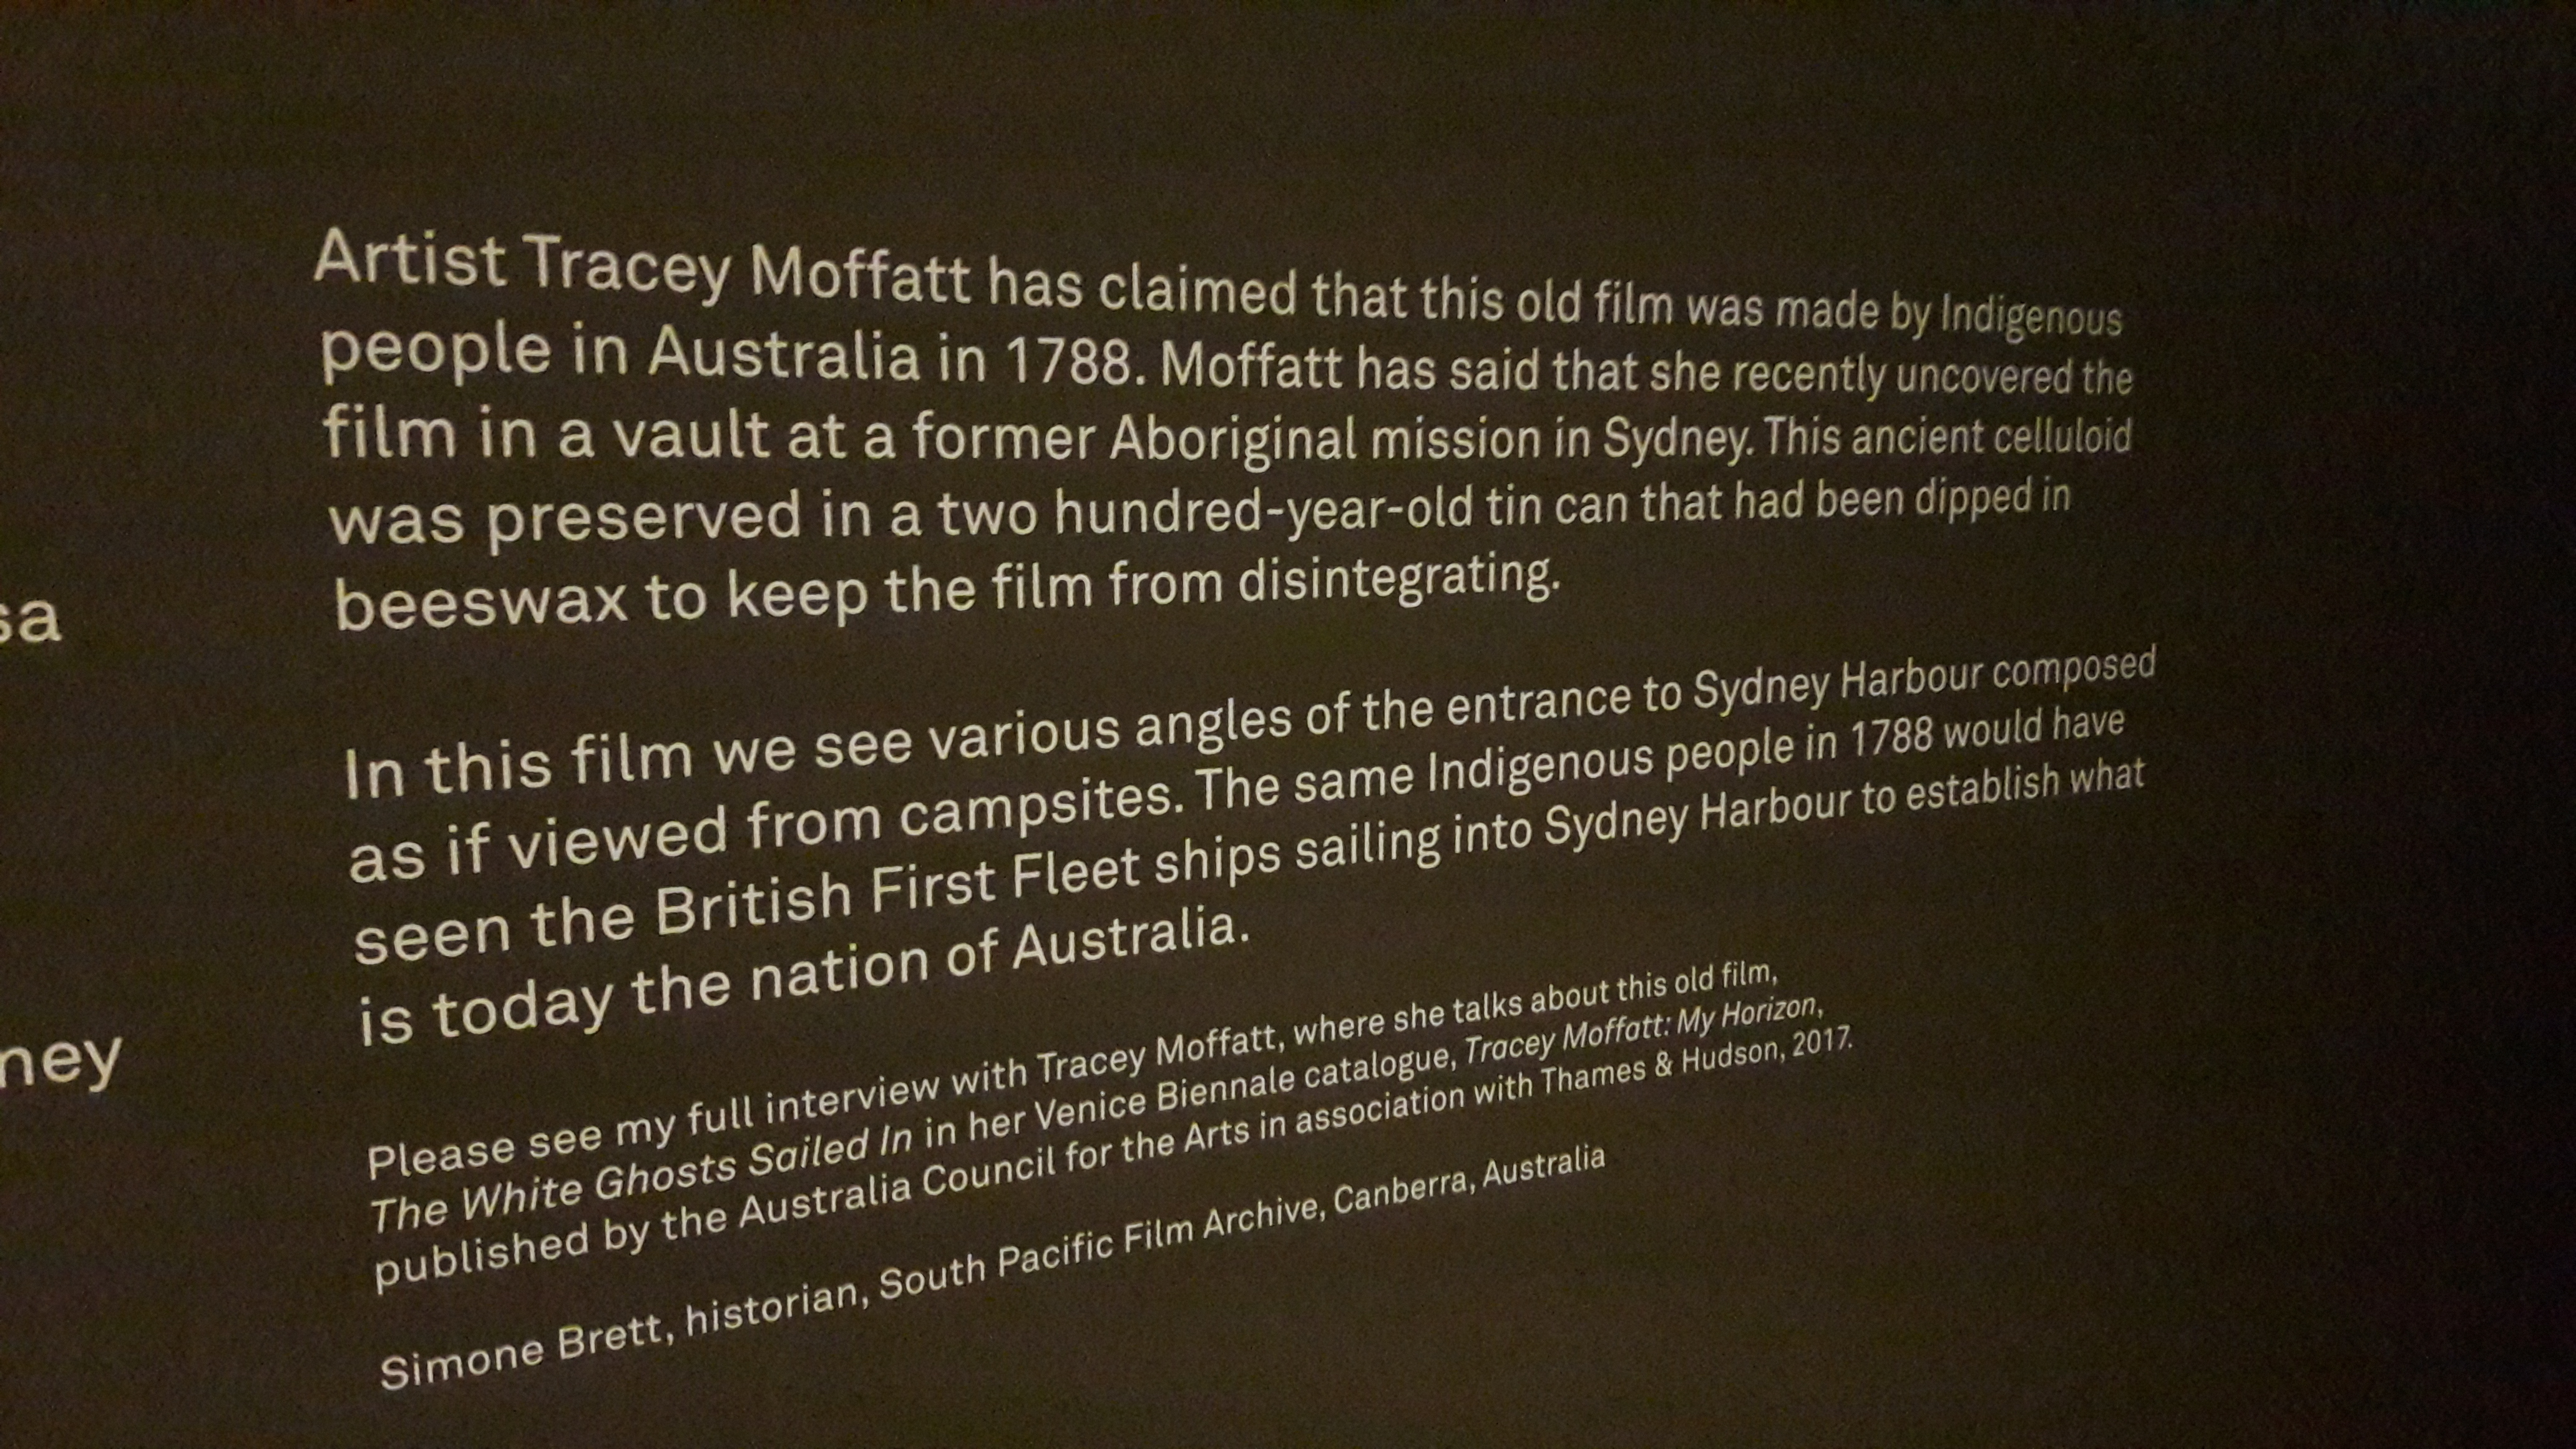 Artist Tracey Moffatt has claimed that this old film was made by Indigenous
people in Australia in 1788. Moffatt has said that she recently uncovered the
film in a vault at a former Aboriginal mission in Sydney. This ancient celluloid
was preserved in a two hundred-year-old tin can that had been dipped in
beeswax to keep the film from disintegrating.
sa
In this film we see various angles of the entrance to Sydney Harbour composed
as if viewed from campsites. The same Indigenous people in 1788 would have
seen the British First Fleet ships sailing into Sydney Harbour to establish what
is today the nation of Australia.
ney
Please see my full interview with Tracey Moffatt, where she talks about this old film,
The White Ghosts Sailed In in her Venice Biennale catalogue, Tracey Moffatt: My Horizon,
published by the Australia Council for the Arts in association with Thames & Hudson, 2017.
Simone Brett, historian, South Pacific Film Archive, Canberra, Australia